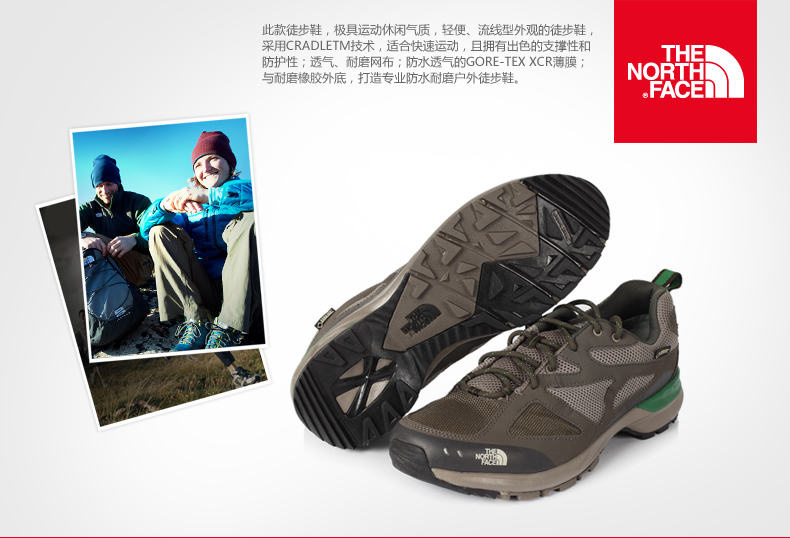 此款徒步鞋，极具运动休闲气质，轻便、流线型外观的徒步鞋，
采用CRADLETM技术，适合快速运动，且拥有出色的支撑性和
防护性；透气、耐磨网布；防水透气的GORE-TEX XCR薄膜；
与耐磨橡胶外底，打造专业防水耐磨户外徒步鞋。
THE
NORTH
FACE
®
THE
NORTH
FACE
THE
NORTH
FACE